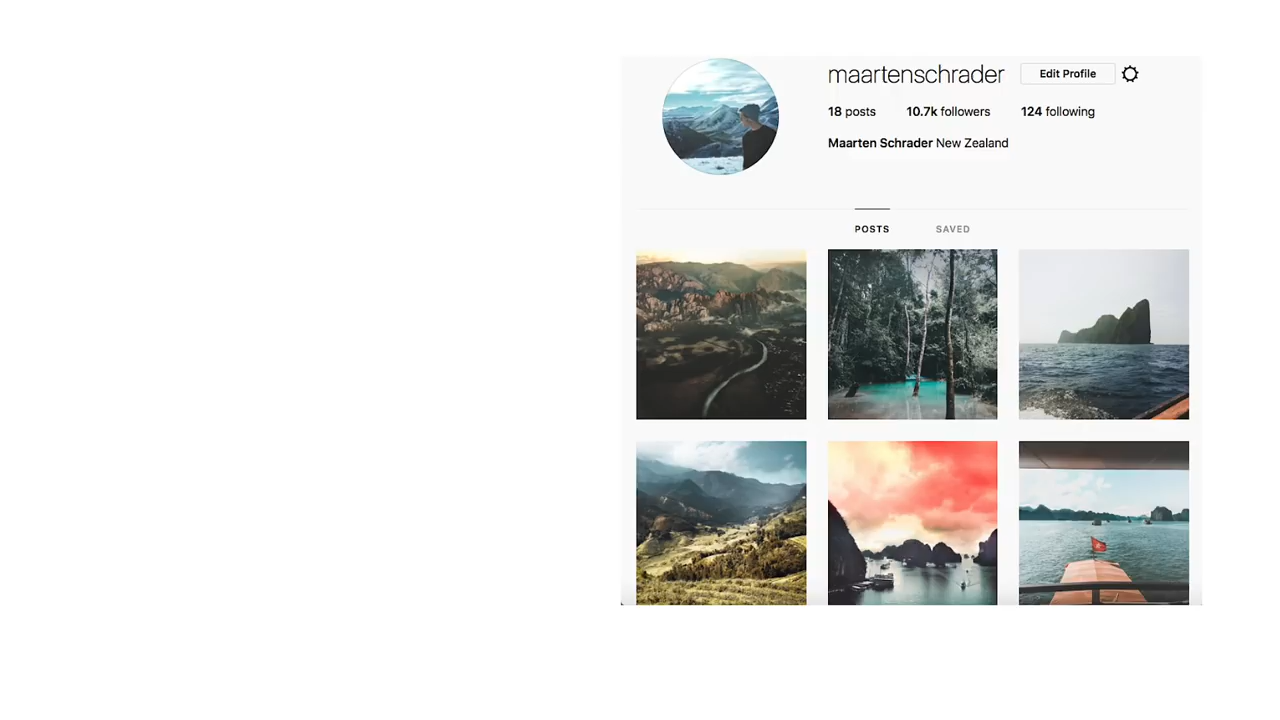 maartenschrader Edit Profile
18 posts 10.7k followers 124 following
Maarten Schrader New Zealand
POSTS SAVED